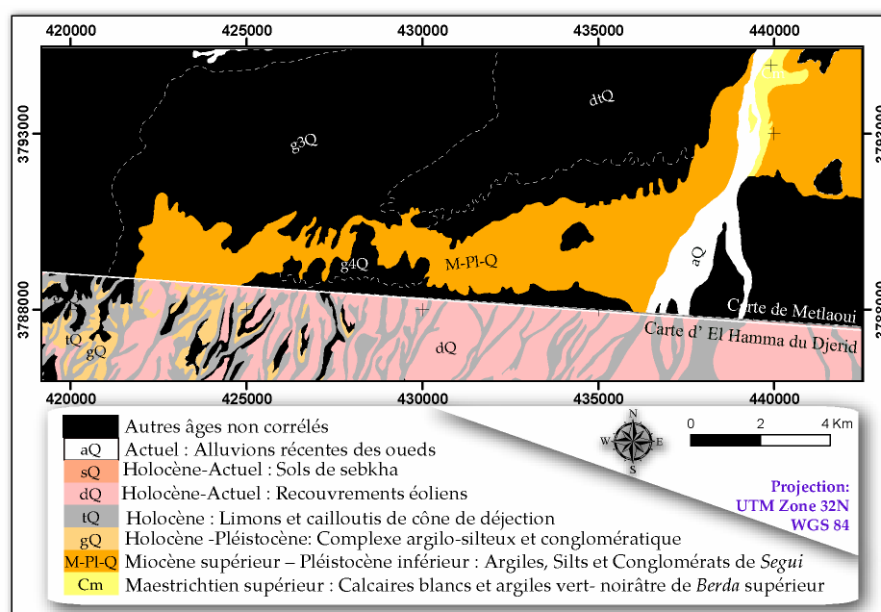 420000 425000 430000 435000 440000
3793000 3793000
3788000 3788000
Cm
dtQ
g3Q
aQ
g4Q
M-Pl-Q
Carte de Metlaoui
Carte d' El Hamma du Djerid
tQ
gQ
dQ
420000 425000 430000 435000 440000
Autres âges non corrélés
aQ Actuel : Alluvions récentes des oueds
sQ Holocène-Actuel : Sols de sebkha
dQ Holocène-Actuel : Recouvrements éoliens
tQ Holocène : Limons et cailloutis de cône de déjection
gQ Holocène -Pléistocène: Complexe argilo-silteux et conglomératique
M-Pl-Q Miocène supérieur – Pléistocène inférieur : Argiles, Silts et Conglomérats de Segui
Cm Maestrichtien supérieur : Calcaires blancs et argiles vert- noirâtre de Berda supérieur
N
W E
S
0 2 4 Km
Projection:
UTM Zone 32N
WGS 84